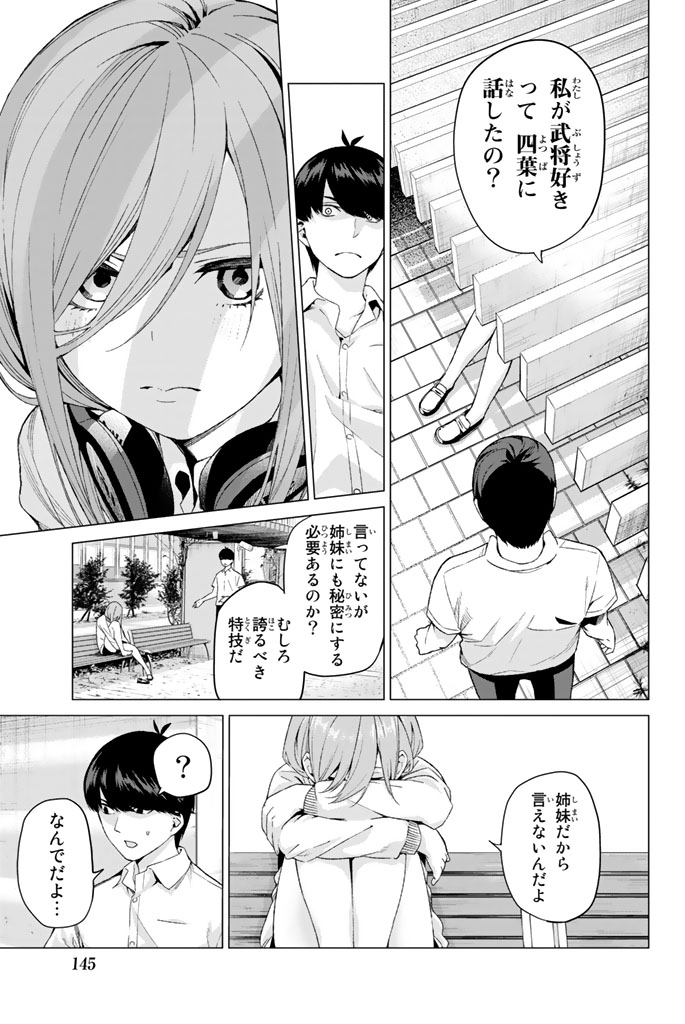 私が武将好き
って 四葉に
話したの？
言ってないが
姉妹にも秘密にする
必要あるのか？
むしろ
誇るべき
特技だ
姉妹だから
言えないんだよ
？
なんでだよ…
145